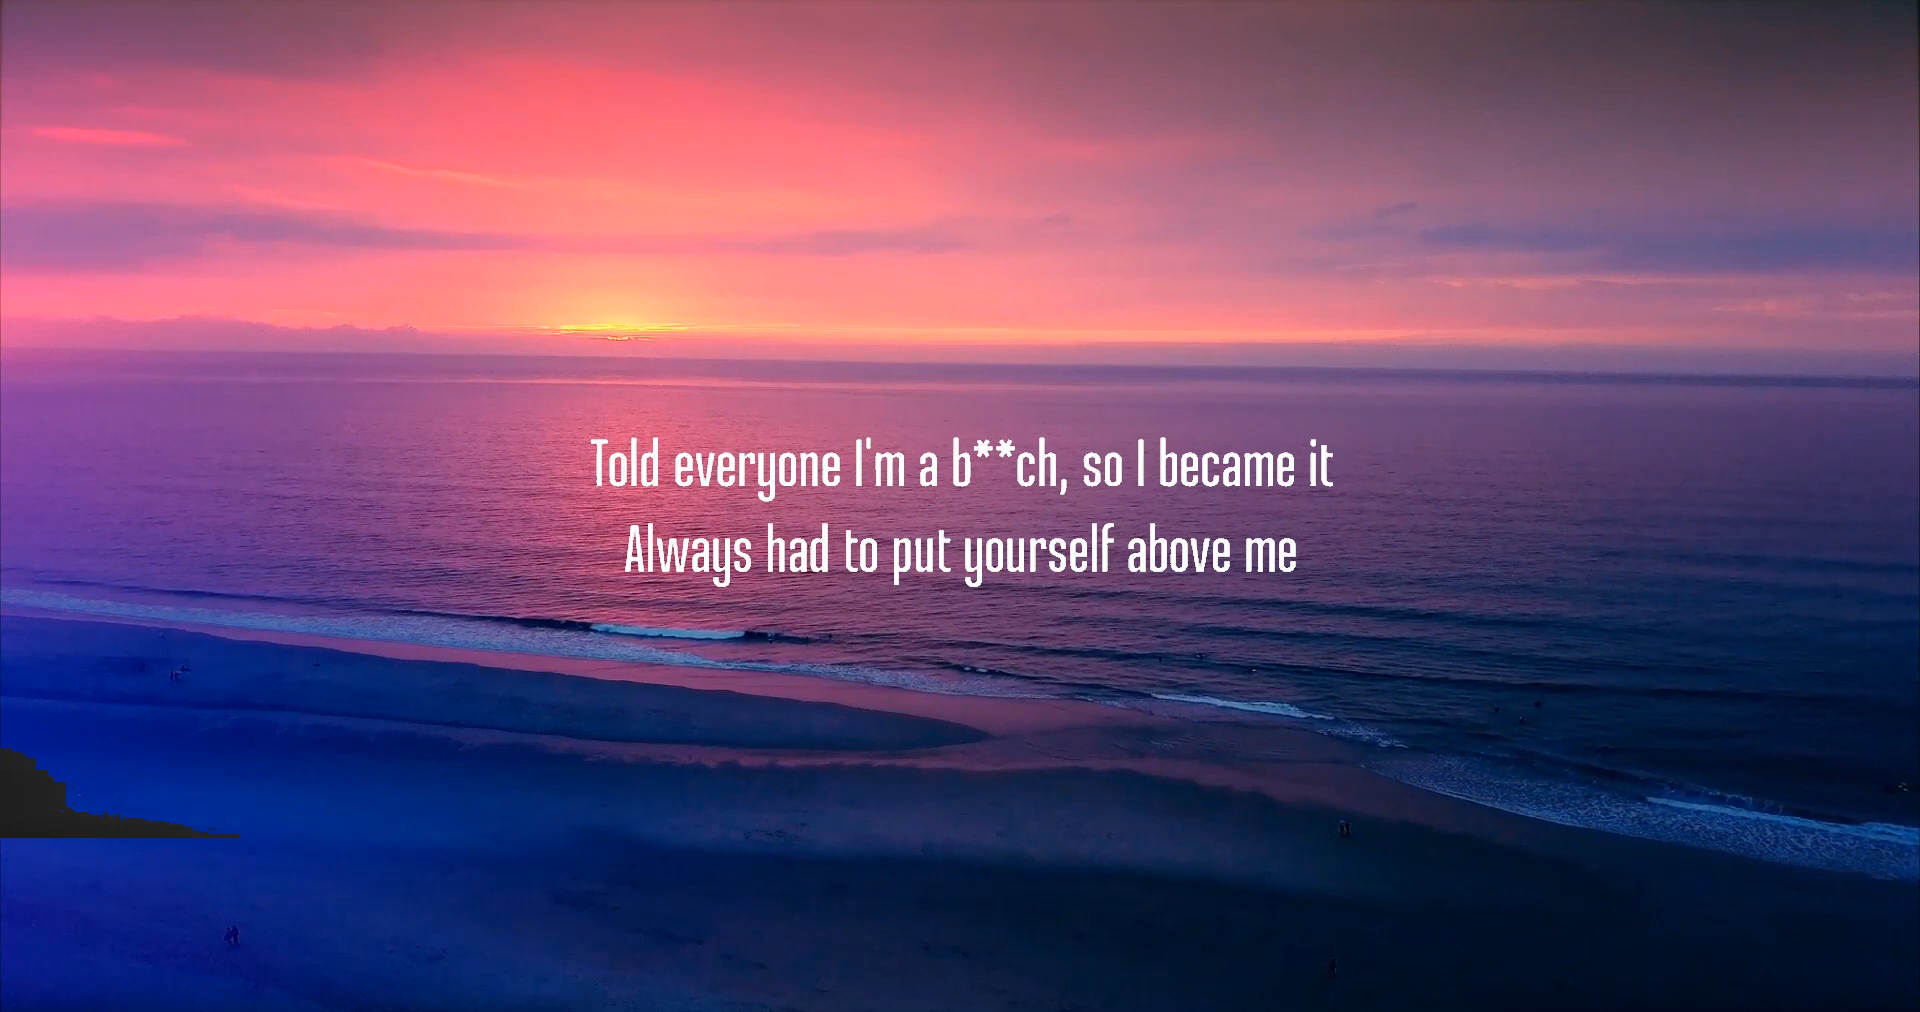 Told everyone I'm a b**ch, so I became it
Always had to put yourself above me